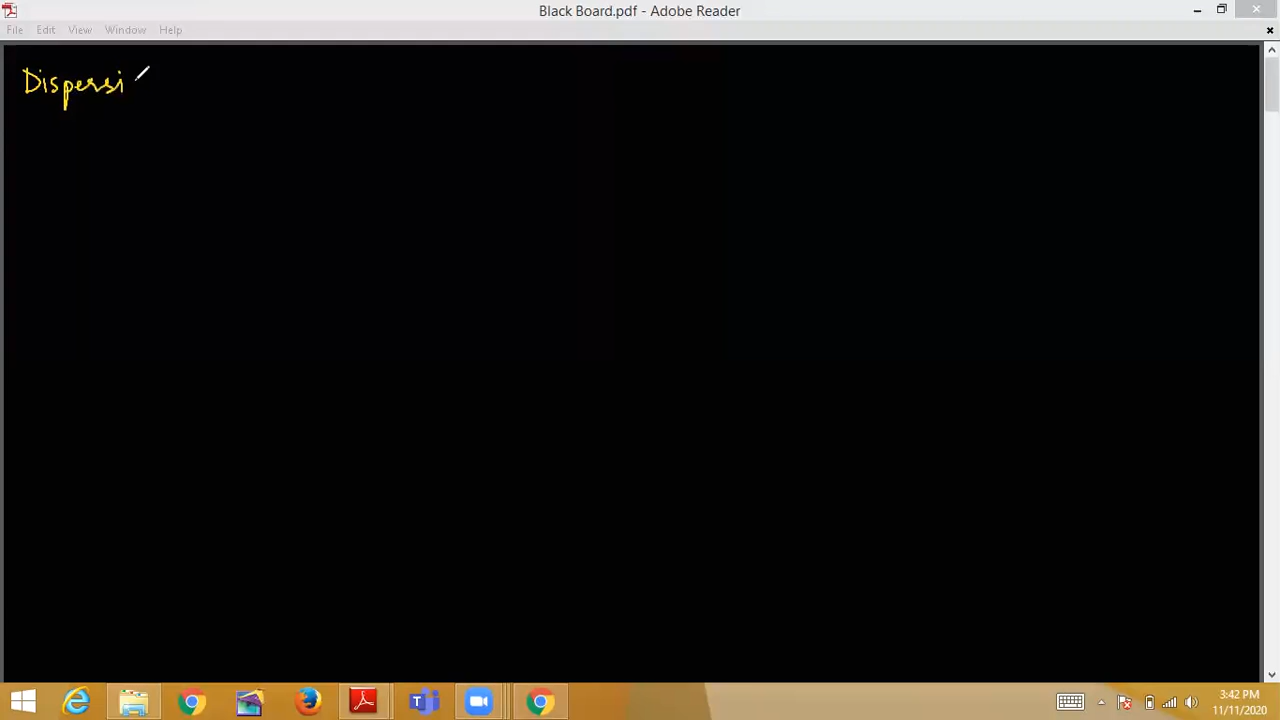 Black Board.pdf - Adobe Reader
File Edit View Window Help
Dispersi
3:42 PM
11/11/2020